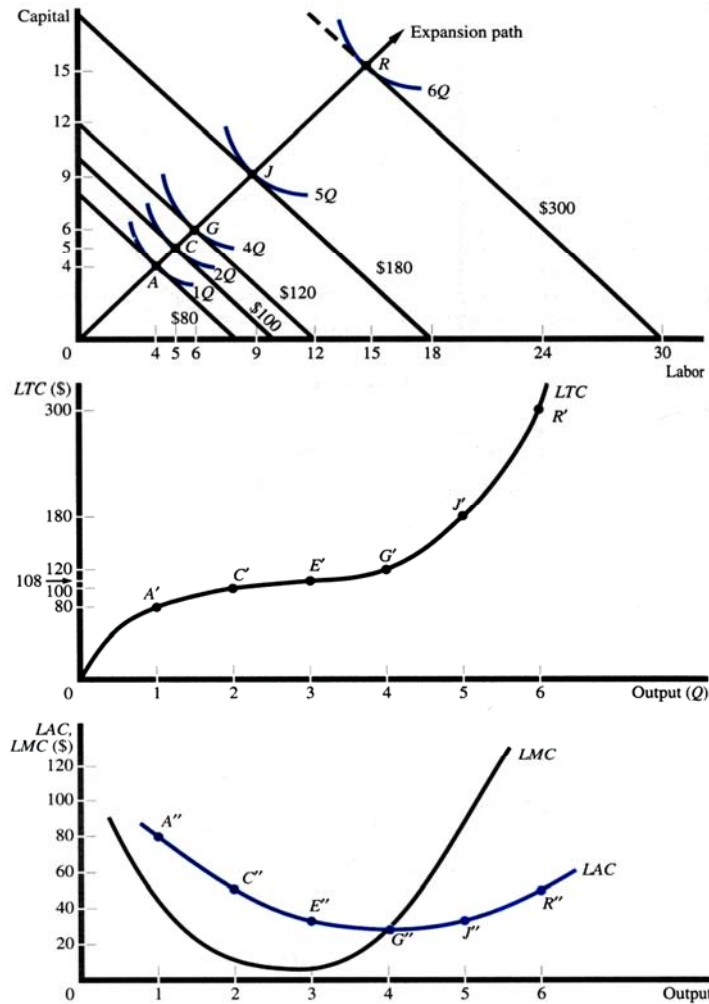 Capital
Expansion path
15
R
6Q
12
9
J
5Q
$300
6
G
4Q
$180
5
C
2Q
$120
4
A
1Q
$100
$80
0
4
5
6
9
12
15
18
24
30
Labor
LTC ($)
LTC
300
R'
180
J'
120
G'
108
E'
100
C'
80
A'
0
1
2
3
4
5
6
Output (Q)
LAC,
LMC ($)
LMC
120
100
80
A''
60
C''
LAC
40
E''
R''
20
G''
J''
0
1
2
3
4
5
6
Output